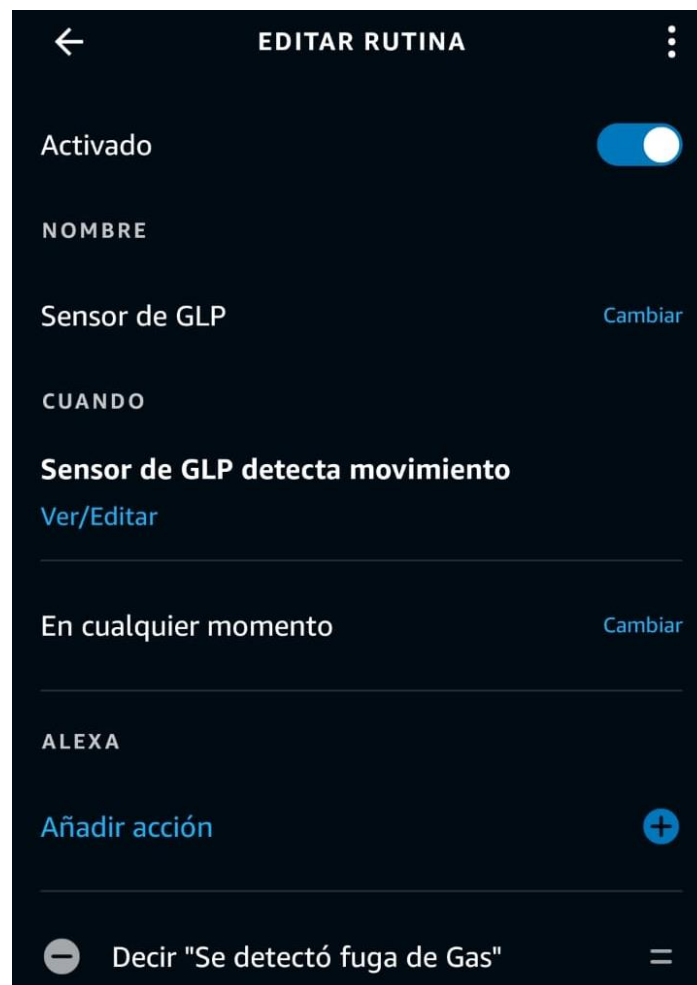 EDITAR RUTINA
Activado
NOMBRE
Sensor de GLP
Cambiar
CUANDO
Sensor de GLP detecta movimiento
Ver/Editar
En cualquier momento
Cambiar
ALEXA
Añadir acción
Decir "Se detectó fuga de Gas"